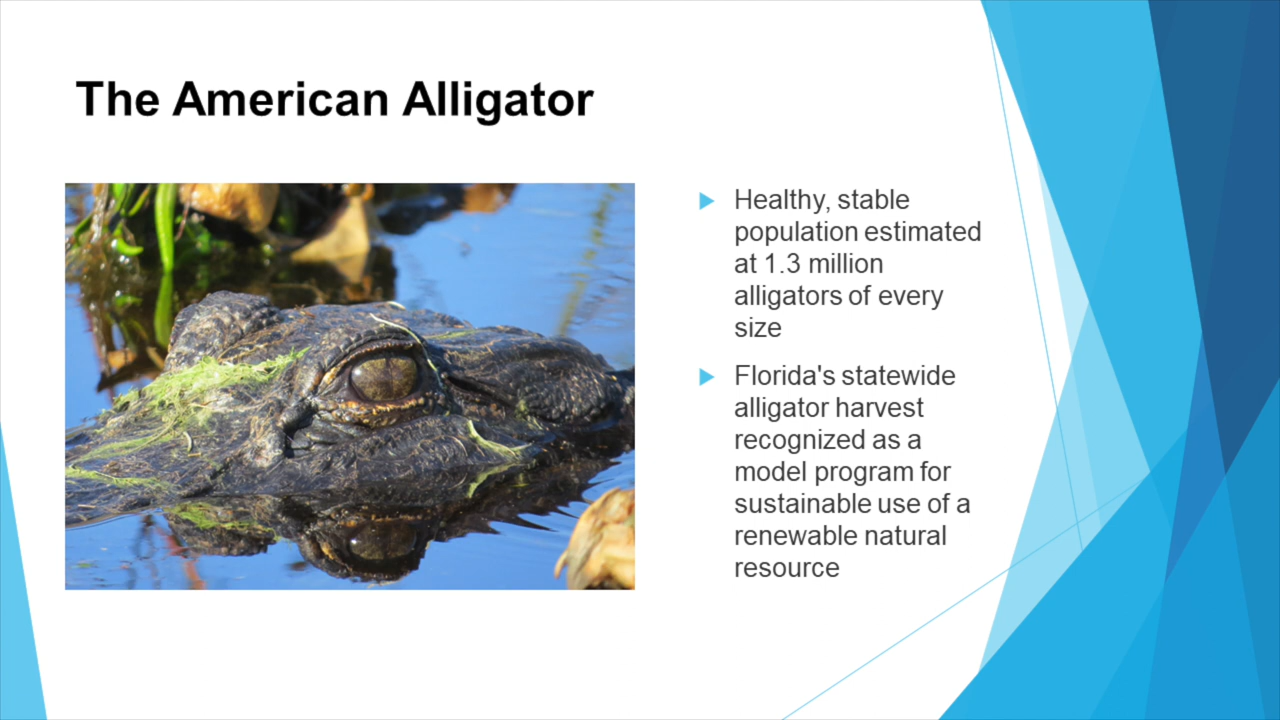 The American Alligator
Healthy, stable
population estimated
at 1.3 million
alligators of every
size
Florida's statewide
alligator harvest
recognized as a
model program for
sustainable use of a
renewable natural
resource